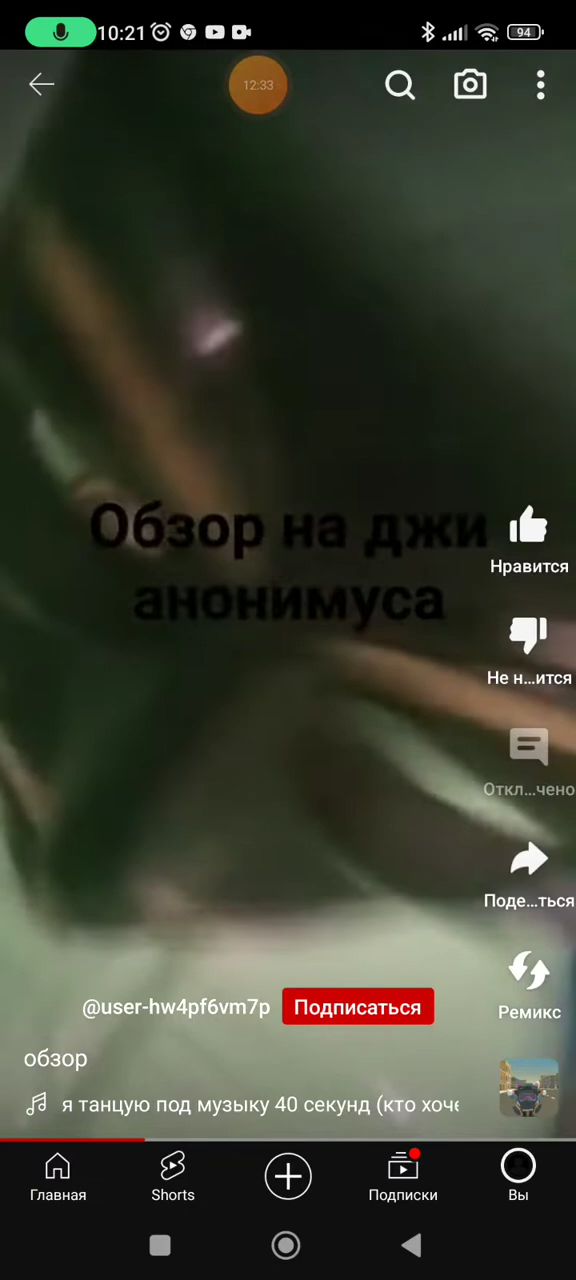 10:21
94
12:33
Обзор на джи
анонимуса
Нравится
Не н...ится
Откл...чено
Поде...ться
Ремикс
@user-hw4pf6vm7p Подписаться
обзор
я танцую под музыку 40 секунд (кто хоче
Главная Shorts Подписки Вы